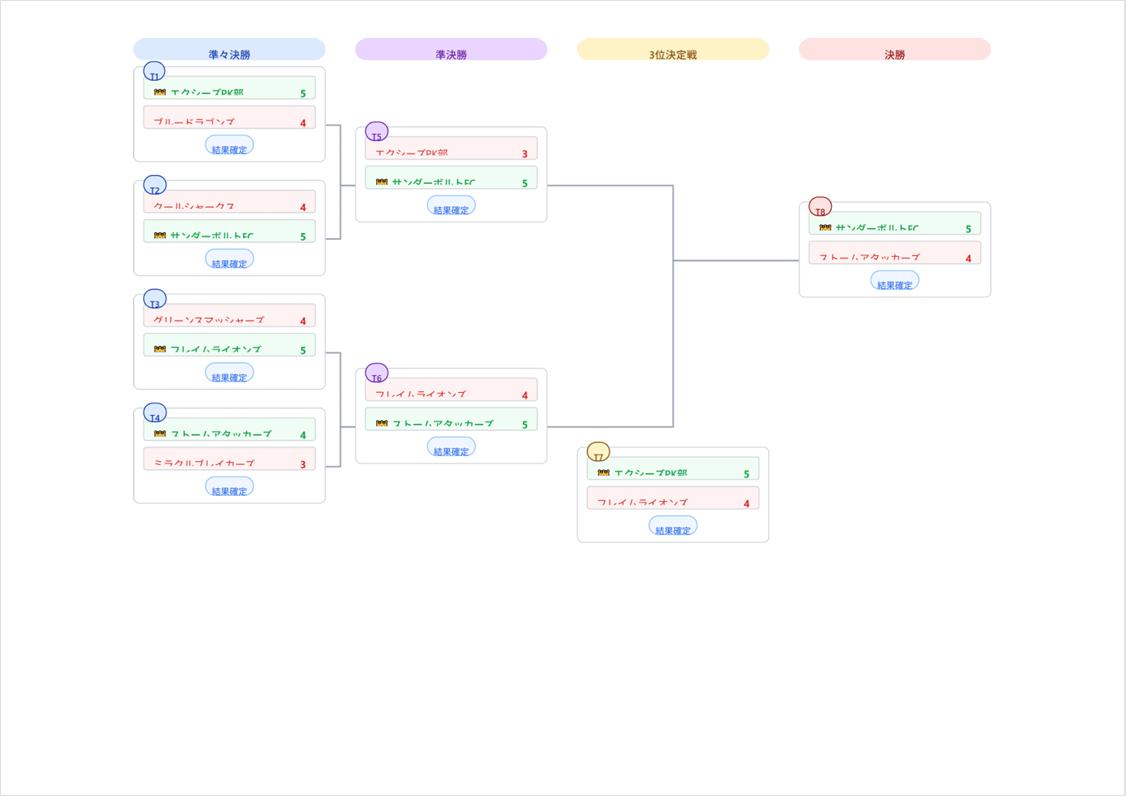 準々決勝
T1
エクシーズPK部 5
ブルードラゴンズ 4
結果確定
T2
クールシャークス 4
サンダーボルトFC 5
結果確定
T3
グリーンスマッシャーズ 4
フレイムライオンズ 5
結果確定
T4
ストームアタッカーズ 4
ミラクルブレイカーズ 3
結果確定
準決勝
T5
エクシーズPK部 3
サンダーボルトFC 5
結果確定
T6
フレイムライオンズ 4
ストームアタッカーズ 5
結果確定
3位決定戦
T7
エクシーズPK部 5
フレイムライオンズ 4
結果確定
決勝
T8
サンダーボルトFC 5
ストームアタッカーズ 4
結果確定